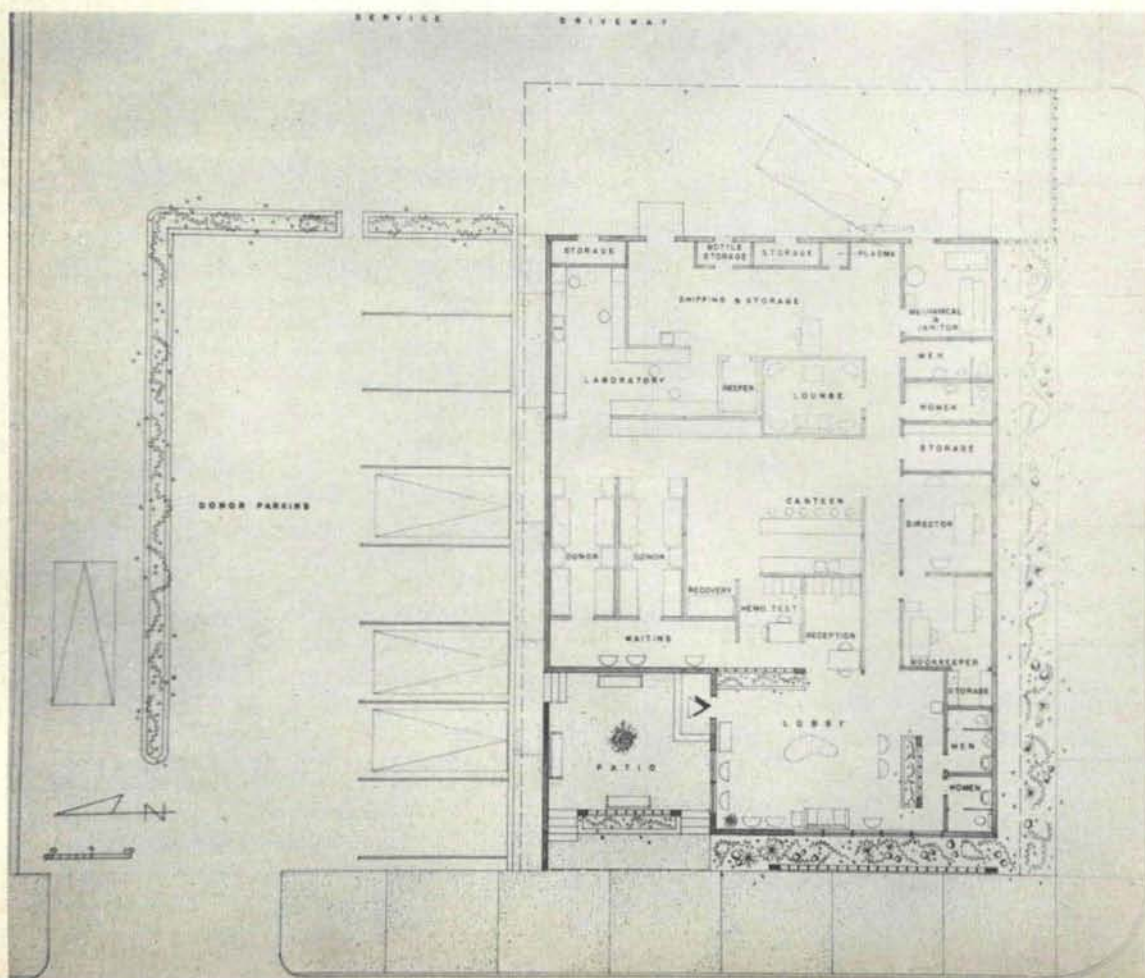 SERVICE DRIVEWAY
STORAGE
BOTTLE
STORAGE
STORAGE
PLASMA
SHIPPING & STORAGE
MECHANICAL
&
JANITOR
MEN
LABORATORY
REEFER
LOUNGE
WOMEN
STORAGE
DONOR PARKING
CANTEEN
DIRECTOR
DONOR
DONOR
RECOVERY
HEMO. TEST
WAITING
RECEPTION
BOOKKEEPER
STORAGE
LOBBY
MEN
PATIO
WOMEN
N